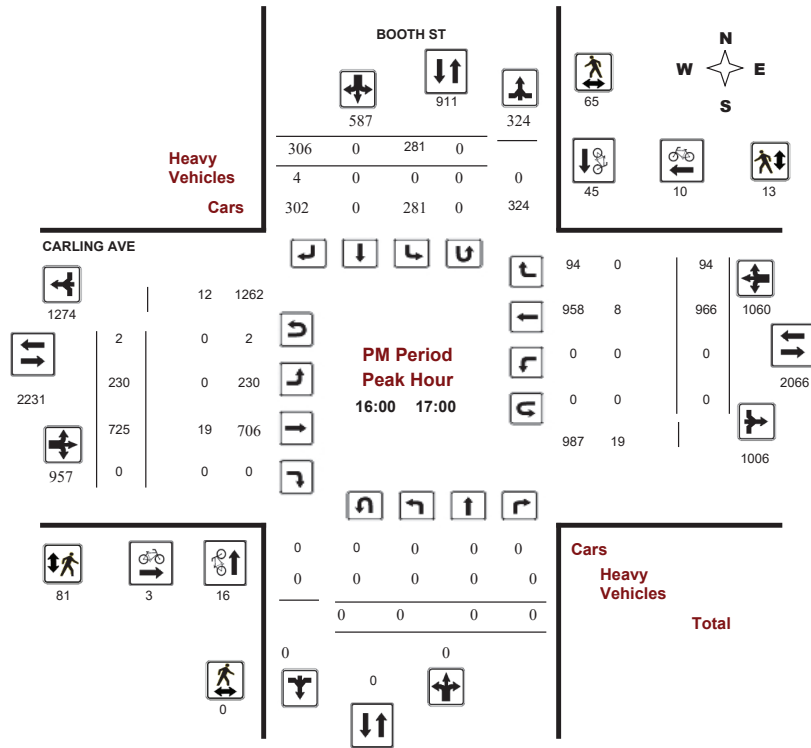 BOOTH ST
N
W E
S
911
65
587 324
306 0 281 0
Heavy
Vehicles
4 0 0 0 0
45 10 13
Cars 302 0 281 0 324
CARLING AVE
94 0 94
12 1262
1274
958 8 966 1060
2 0 2
PM Period
Peak Hour
16:00 17:00
0 0 0
2231 230 0 230
2066
0 0 0
725 19 706
987 19
1006
957 0 0 0
0 0 0 0 0
Cars
0 0 0 0 0
Heavy
Vehicles
81 3 16
0 0 0 0
Total
0 0
0
0